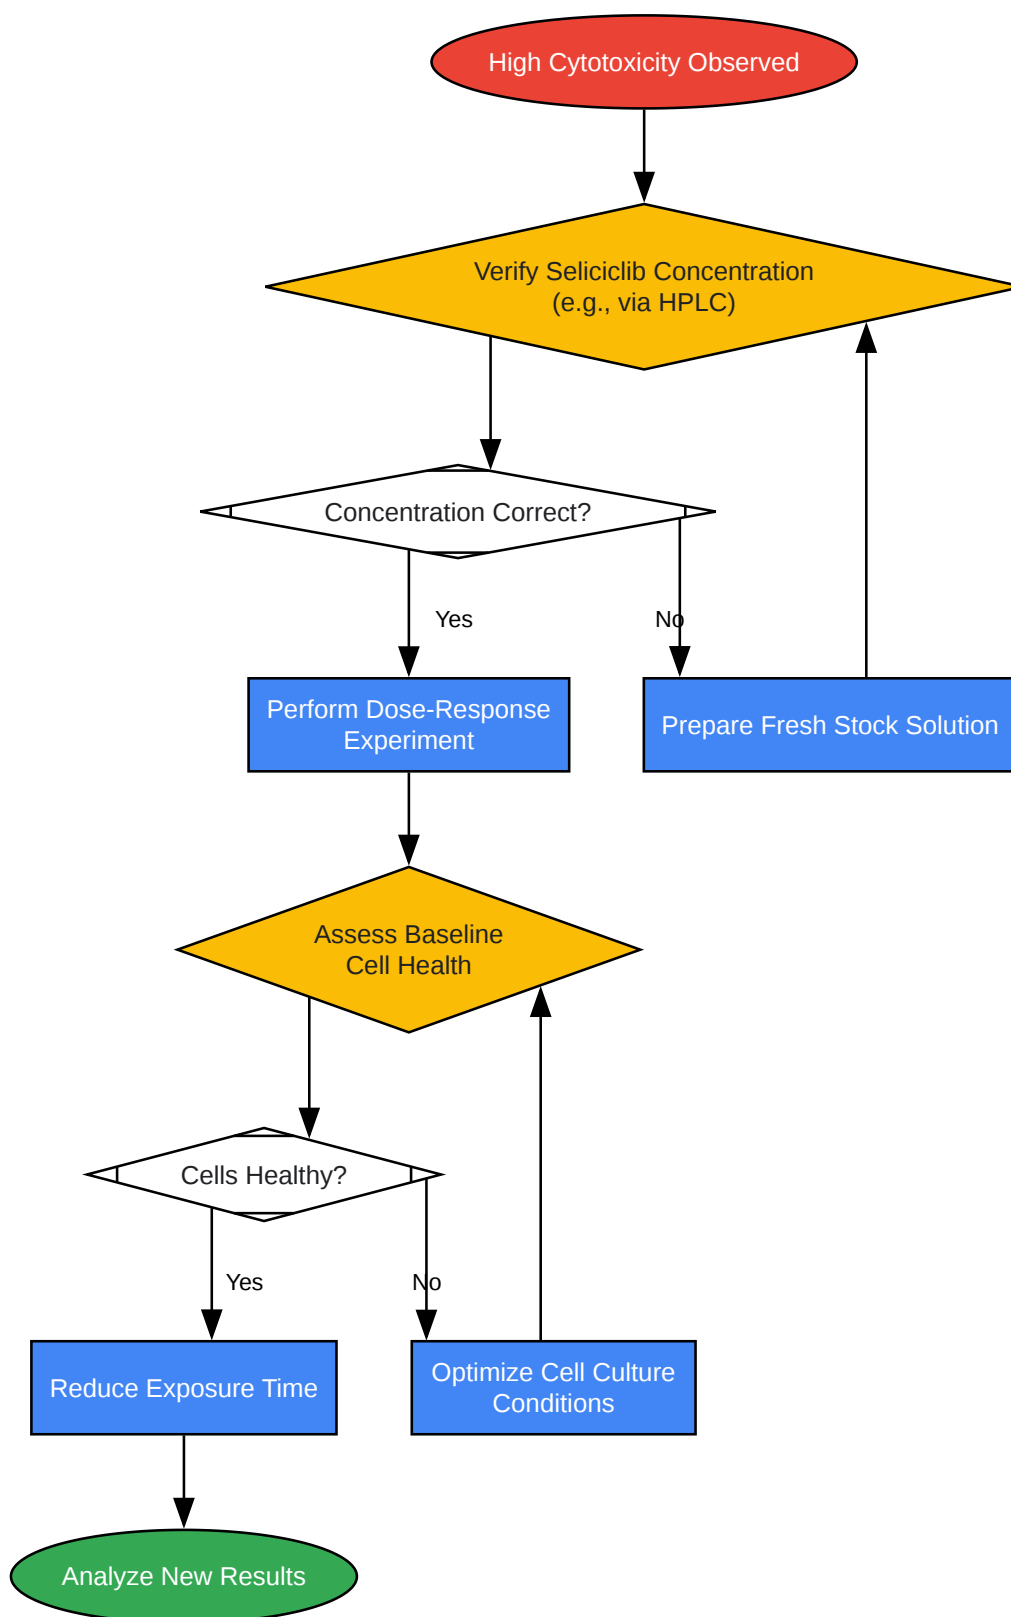 High Cytotoxicity Observed
Verify Seliciclib Concentration
(e.g., via HPLC)
Concentration Correct?
Yes
No
Perform Dose-Response
Experiment
Prepare Fresh Stock Solution
Assess Baseline
Cell Health
Cells Healthy?
Yes
No
Reduce Exposure Time
Optimize Cell Culture
Conditions
Analyze New Results